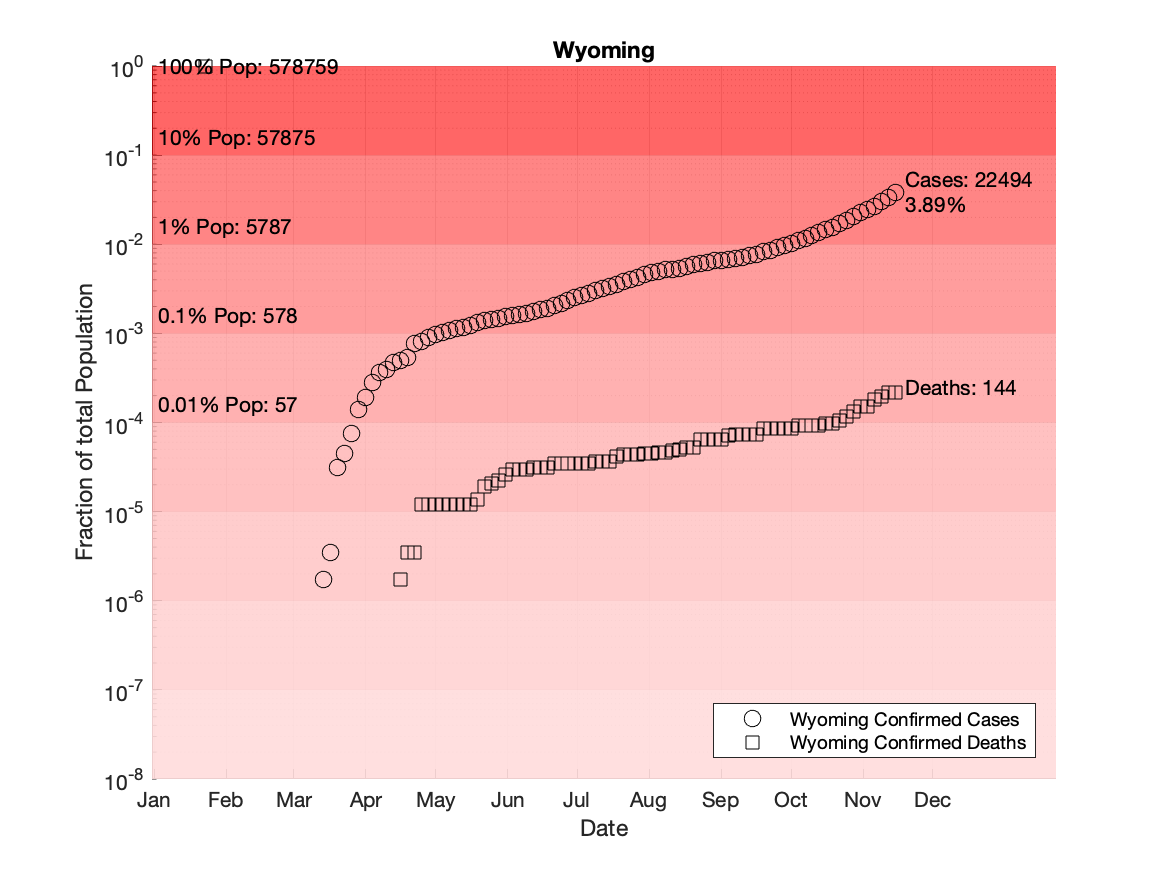 Wyoming
10^0
100% Pop: 578759
10% Pop: 57875
10^-1
Cases: 22494
3.89%
1% Pop: 5787
10^-2
0.1% Pop: 578
10^-3
Deaths: 144
0.01% Pop: 57
10^-4
10^-5
10^-6
10^-7
10^-8
Fraction of total Population
Wyoming Confirmed Cases
Wyoming Confirmed Deaths
Jan Feb Mar Apr May Jun Jul Aug Sep Oct Nov Dec
Date